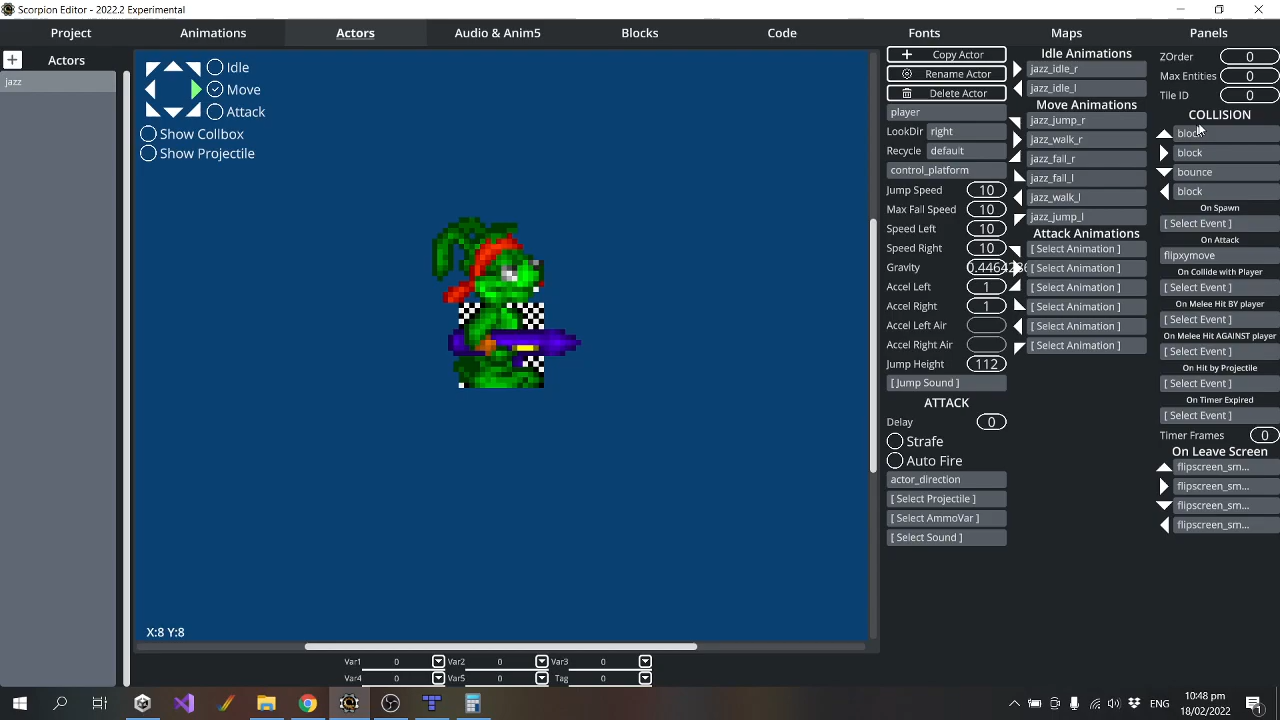 Scorpion Editor - 2022.2 Experimental
Project
Animations
Actors
Audio & Anim5
Blocks
Code
Fonts
Maps
Panels
+ Actors
jazz
Idle
Move
Attack
Show Collbox
Show Projectile
X:8 Y:8
Var1 0
Var2 0
Var3 0
Var4 0
Var5 0
Tag 0
+ Copy Actor
Rename Actor
Delete Actor
player
LookDir right
Recycle default
control_platform
Jump Speed 10
Max Fall Speed 10
Speed Left 10
Speed Right 10
Gravity
Accel Left 1
Accel Right 1
Accel Left Air
Accel Right Air
Jump Height 112
[ Jump Sound ]
ATTACK
Delay 0
Strafe
Auto Fire
actor_direction
[ Select Projectile ]
[ Select AmmoVar ]
[ Select Sound ]
Idle Animations
jazz_idle_r
jazz_idle_l
Move Animations
jazz_jump_r
jazz_walk_r
jazz_fall_r
jazz_fall_l
jazz_walk_l
jazz_jump_l
Attack Animations
[ Select Animation ]
[ Select Animation ]
[ Select Animation ]
[ Select Animation ]
[ Select Animation ]
[ Select Animation ]
ZOrder 0
Max Entities 0
Tile ID 0
COLLISION
block
block
bounce
block
On Spawn
[ Select Event ]
On Attack
flipxymove
On Collide with Player
[ Select Event ]
On Melee Hit BY player
[ Select Event ]
On Melee Hit AGAINST player
[ Select Event ]
On Hit by Projectile
[ Select Event ]
On Timer Expired
[ Select Event ]
Timer Frames 0
On Leave Screen
flipscreen_sm...
flipscreen_sm...
flipscreen_sm...
flipscreen_sm...
ENG
10:48 pm
18/02/2022
1